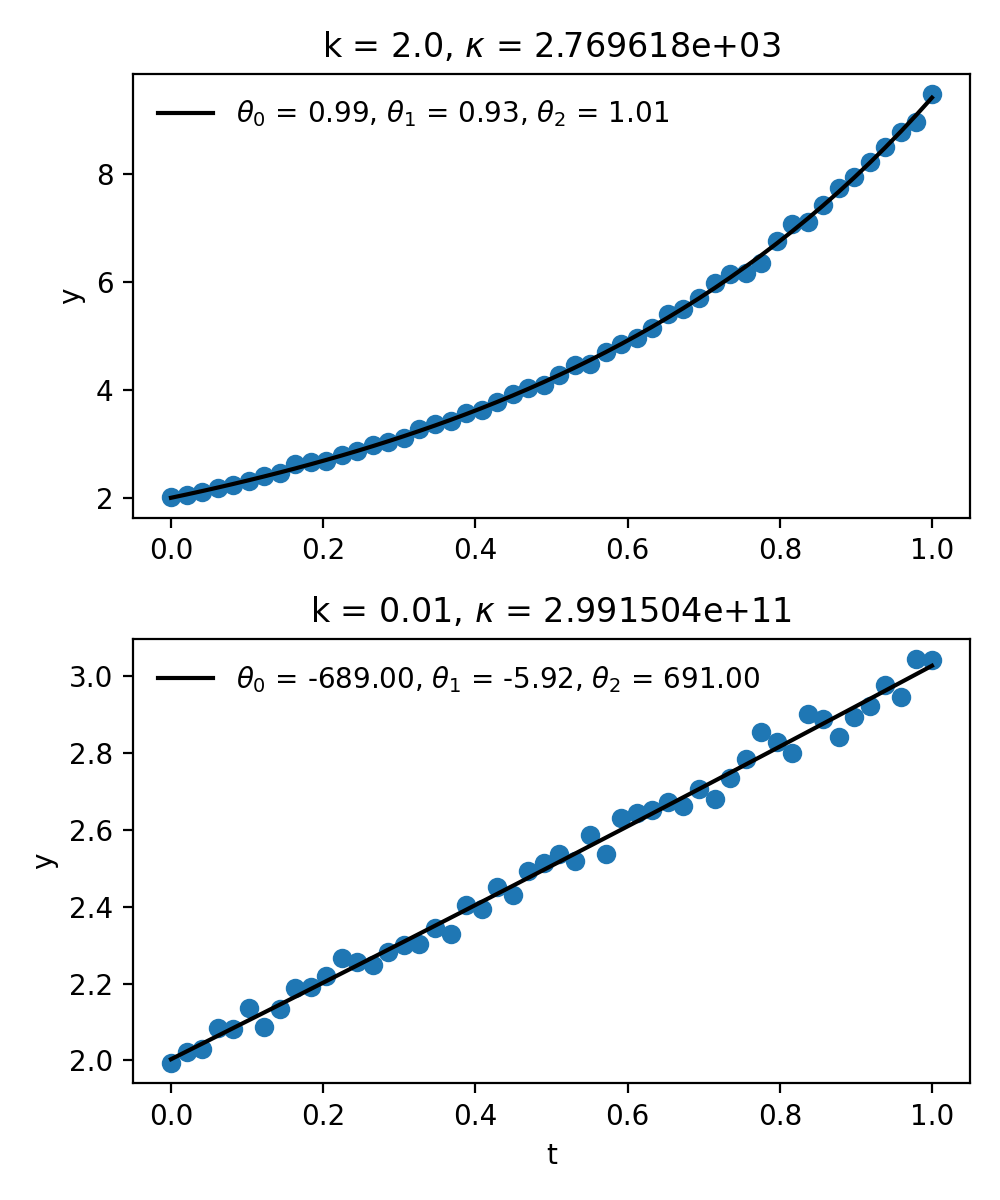 k = 2.0, κ = 2.769618e+03
θ₀ = 0.99, θ₁ = 0.93, θ₂ = 1.01
8
6
4
2
y
0.0 0.2 0.4 0.6 0.8 1.0
k = 0.01, κ = 2.991504e+11
θ₀ = -689.00, θ₁ = -5.92, θ₂ = 691.00
3.0
2.8
2.6
2.4
2.2
2.0
y
0.0 0.2 0.4 0.6 0.8 1.0
t